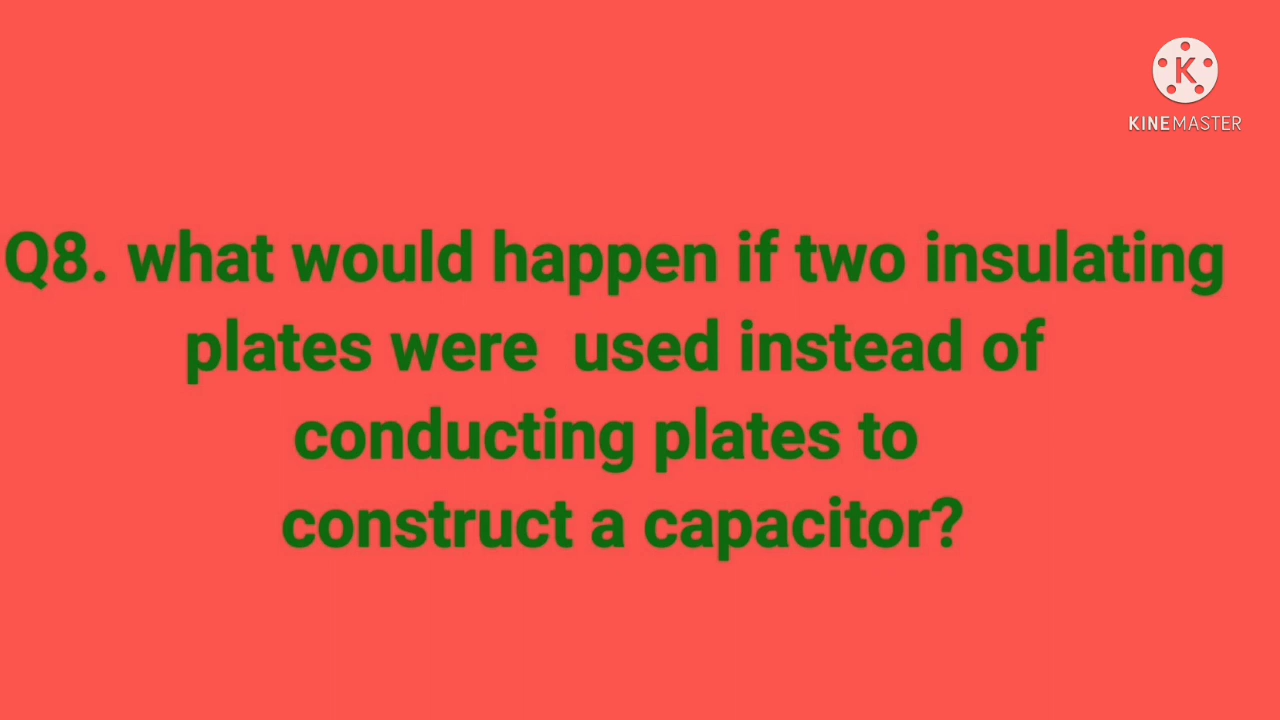 K
KINEMASTER
Q8. what would happen if two insulating
plates were  used instead of
conducting plates to
construct a capacitor?